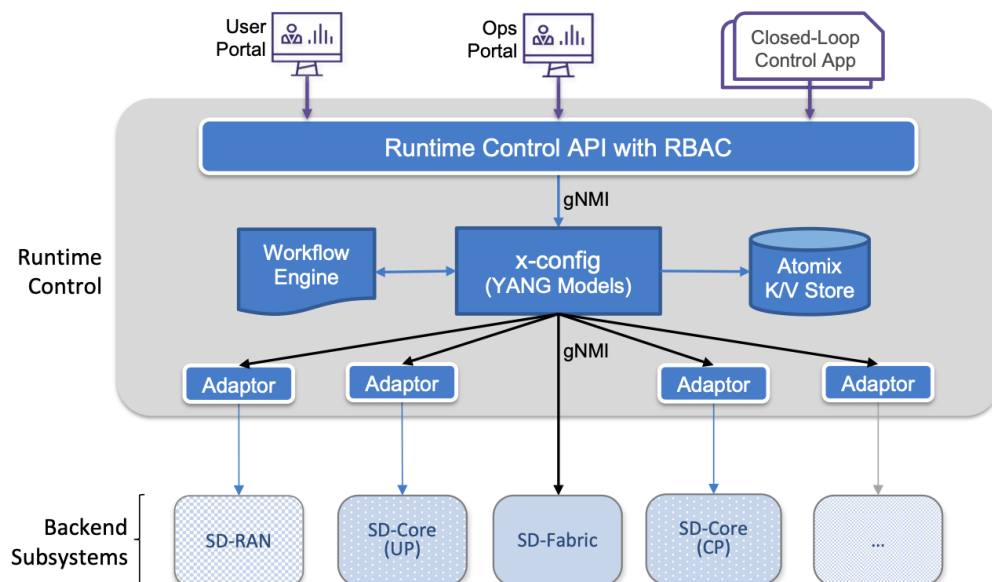 User
Portal
Ops
Portal
Closed-Loop
Control App
Runtime Control API with RBAC
gNMI
Runtime
Control
Workflow
Engine
x-config
(YANG Models)
Atomix
K/V Store
gNMI
Adaptor
Adaptor
Adaptor
Adaptor
Backend
Subsystems
SD-RAN
SD-Core
(UP)
SD-Fabric
SD-Core
(CP)
...